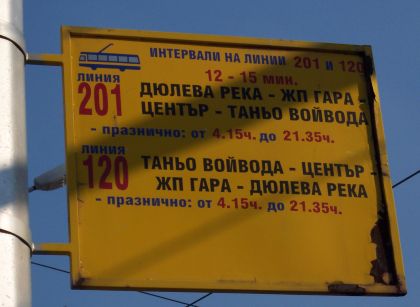 ИНТЕРВАЛИ НА ЛИНИИ 201 и 120
12 - 15 мин.
ЛИНИЯ
201
ДЮЛЕВА РЕКА - ЖП ГАРА -
ЦЕНТЪР - ТАНЬО ВОЙВОДА
- празнично: от 4.15ч. до 21.35ч.
ЛИНИЯ
120
ТАНЬО ВОЙВОДА - ЦЕНТЪР -
ЖП ГАРА - ДЮЛЕВА РЕКА
- празнично: от 4.15ч. до 21.35ч.